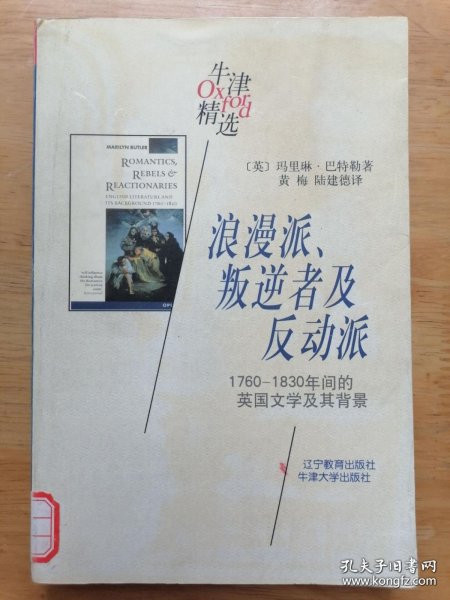 牛津
Oxford
精选
MARILYN BUTLER
ROMANTICS,
REBELS &
REACTIONARIES
ENGLISH LITERATURE AND
ITS BACKGROUND 1760-1830
〔英〕玛里琳·巴特勒著
黄梅 陆建德译
浪漫派、
叛逆者及
反动派
1760-1830年间的
英国文学及其背景
辽宁教育出版社
牛津大学出版社
孔夫子旧书网
www.kongfz.com